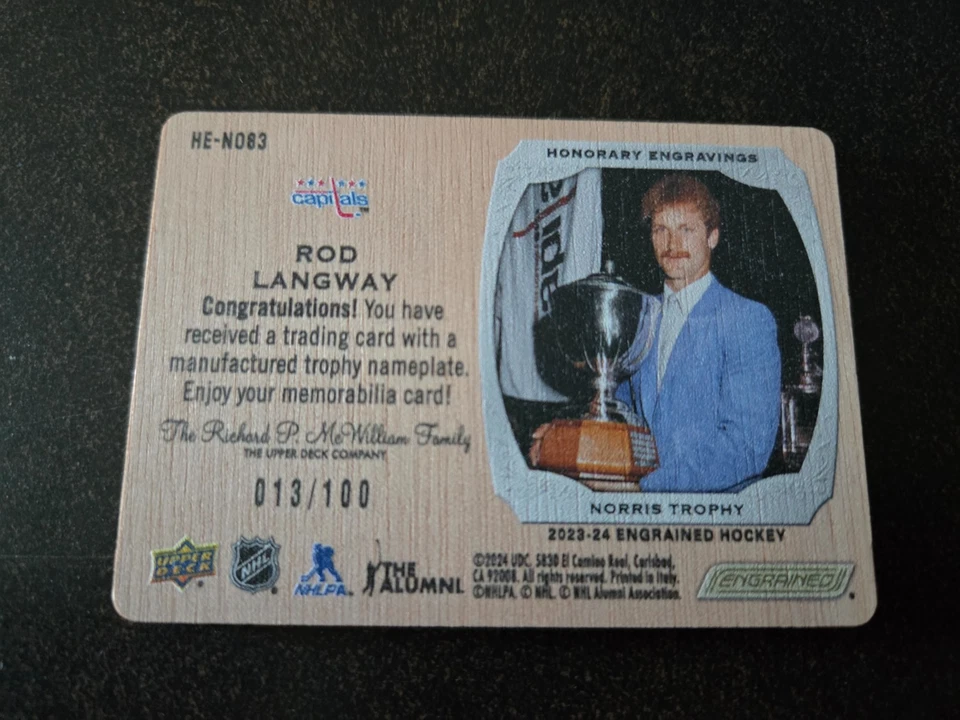 HE-NO83
capitals
ROD
LANGWAY
Congratulations! You have
received a trading card with a
manufactured trophy nameplate.
Enjoy your memorabilia card!
The Richard P. McWilliam Family
THE UPPER DECK COMPANY
013/100
HONORARY ENGRAVINGS
NORRIS TROPHY
2023-24 ENGRAINED HOCKEY
UPPER
DECK
NHL
NHLPA
THE
ALUMNI
©2024 UDC. 5830 El Camino Real, Carlsbad,
CA 92008. All rights reserved. Printed in Italy.
©NHLPA. © NHL. © NHL Alumni Association.
ENGRAINED